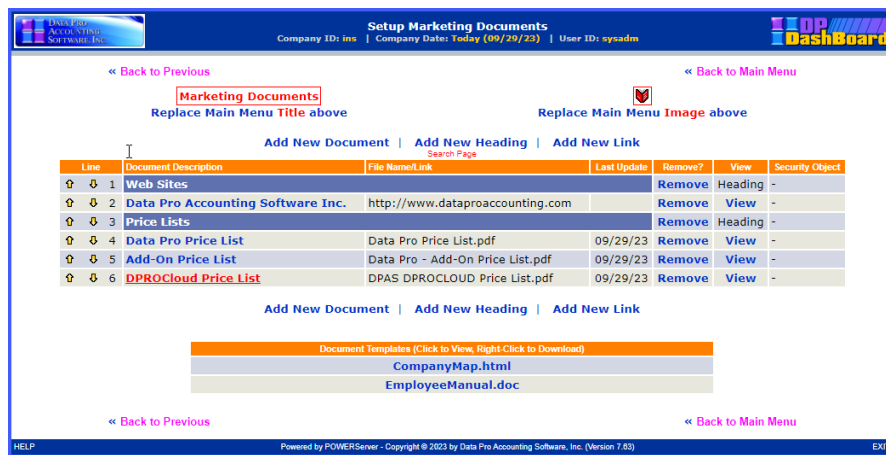 DATA PRO
ACCOUNTING
SOFTWARE, INC.
Setup Marketing Documents
Company ID: ins | Company Date: Today (09/29/23) | User ID: sysadm
DP
DashBoard
« Back to Previous
« Back to Main Menu
Marketing Documents
Replace Main Menu Title above
Replace Main Menu Image above
Add New Document | Add New Heading | Add New Link
Search Page
Line Document Description File Name/Link Last Update Remove? View Security Object
1 Web Sites Remove Heading -
2 Data Pro Accounting Software Inc. http://www.dataproaccounting.com Remove View -
3 Price Lists Remove Heading -
4 Data Pro Price List Data Pro Price List.pdf 09/29/23 Remove View -
5 Add-On Price List Data Pro - Add-On Price List.pdf 09/29/23 Remove View -
6 DPROCloud Price List DPAS DPROCLOUD Price List.pdf 09/29/23 Remove View -
Add New Document | Add New Heading | Add New Link
Document Templates (Click to View, Right-Click to Download)
CompanyMap.html
EmployeeManual.doc
« Back to Previous
« Back to Main Menu
HELP
Powered by POWERServer - Copyright © 2023 by Data Pro Accounting Software, Inc. (Version 7.63)
EXI